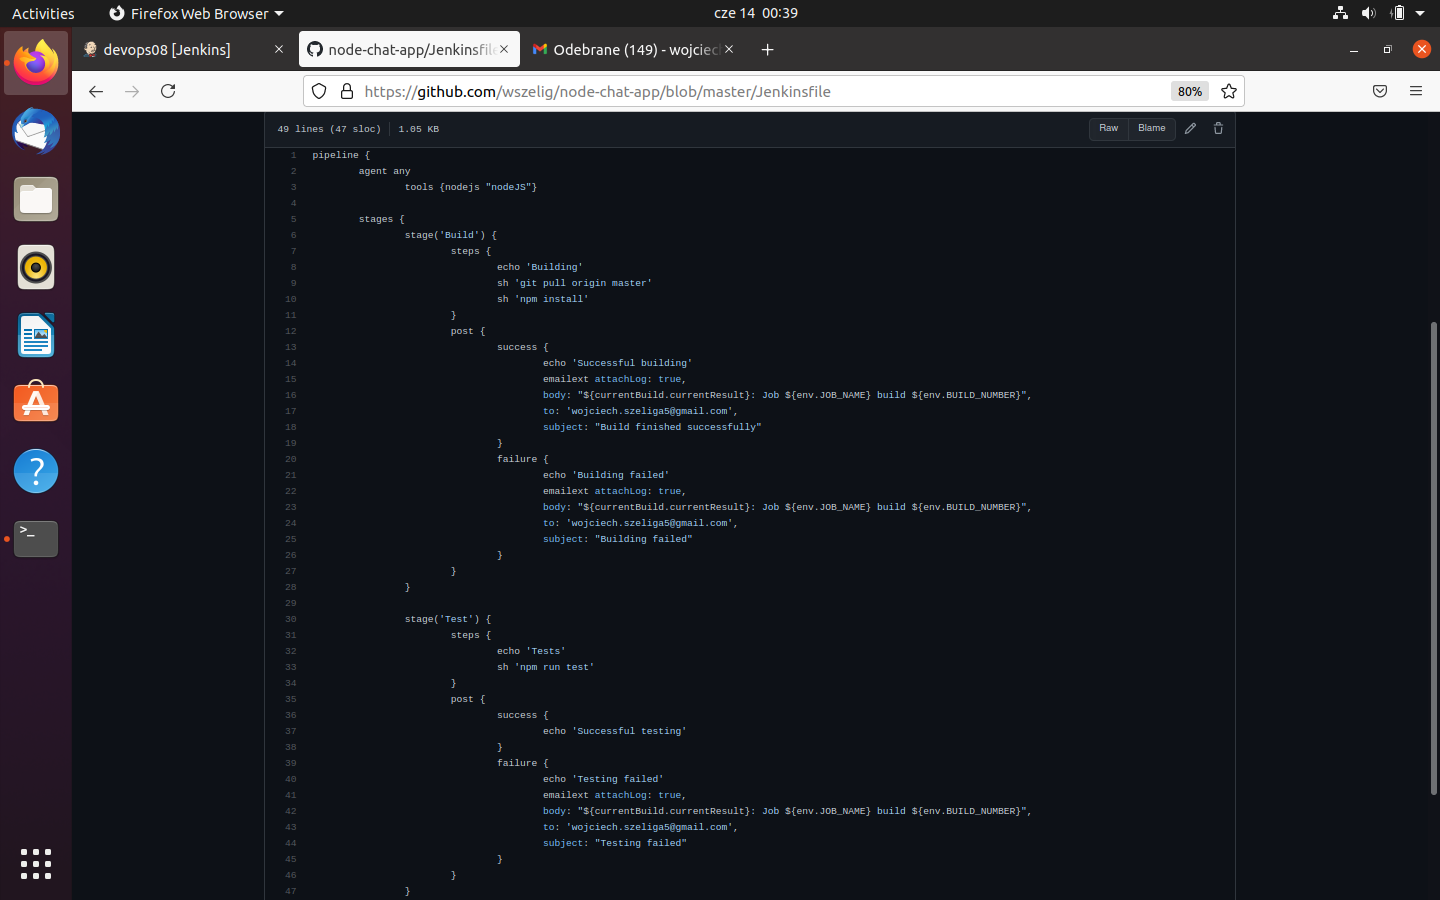 Activities
Firefox Web Browser
cze 14 00:39
devops08 [Jenkins]
node-chat-app/Jenkinsfile
Odebrane (149) - wojciec
https://github.com/wszelig/node-chat-app/blob/master/Jenkinsfile
80%
49 lines (47 sloc) 1.05 KB
Raw
Blame
1 pipeline {
2 agent any
3 tools {nodejs "nodeJS"}
4
5 stages {
6 stage('Build') {
7 steps {
8 echo 'Building'
9 sh 'git pull origin master'
10 sh 'npm install'
11 }
12 post {
13 success {
14 echo 'Successful building'
15 emailext attachLog: true,
16 body: "${currentBuild.currentResult}: Job ${env.JOB_NAME} build ${env.BUILD_NUMBER}",
17 to: 'wojciech.szeliga5@gmail.com',
18 subject: "Build finished successfully"
19 }
20 failure {
21 echo 'Building failed'
22 emailext attachLog: true,
23 body: "${currentBuild.currentResult}: Job ${env.JOB_NAME} build ${env.BUILD_NUMBER}",
24 to: 'wojciech.szeliga5@gmail.com',
25 subject: "Building failed"
26 }
27 }
28 }
29
30 stage('Test') {
31 steps {
32 echo 'Tests'
33 sh 'npm run test'
34 }
35 post {
36 success {
37 echo 'Successful testing'
38 }
39 failure {
40 echo 'Testing failed'
41 emailext attachLog: true,
42 body: "${currentBuild.currentResult}: Job ${env.JOB_NAME} build ${env.BUILD_NUMBER}",
43 to: 'wojciech.szeliga5@gmail.com',
44 subject: "Testing failed"
45 }
46 }
47 }